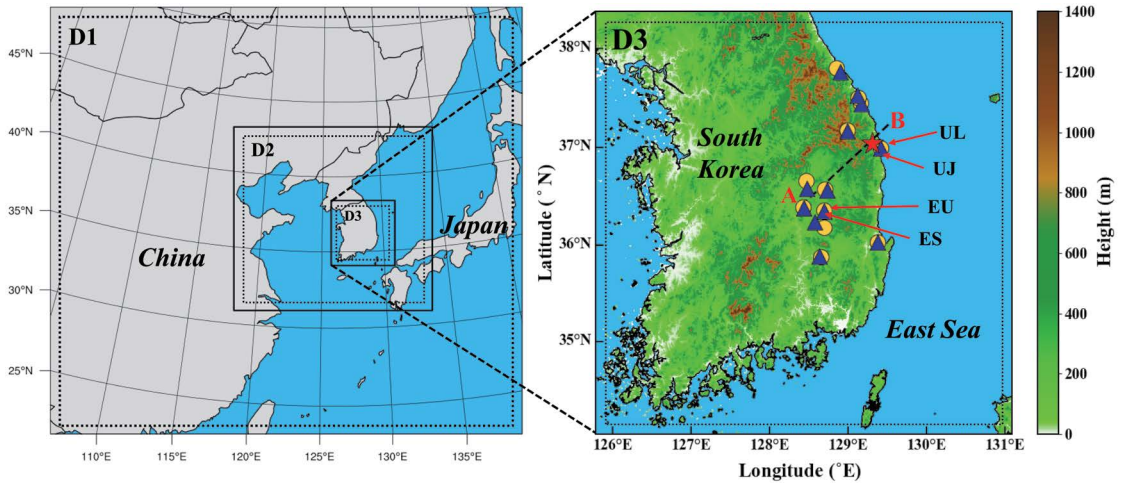 D1
D2
D3
China
Japan
45°N
40°N
35°N
30°N
25°N
110°E
115°E
120°E
125°E
130°E
135°E
D3
South
Korea
A
B
UL
UJ
EU
ES
East Sea
Latitude (° N)
38°N
37°N
36°N
35°N
126°E
127°E
128°E
129°E
130°E
131°E
Longitude (°E)
1400
1200
1000
800
600
400
200
0
Height (m)